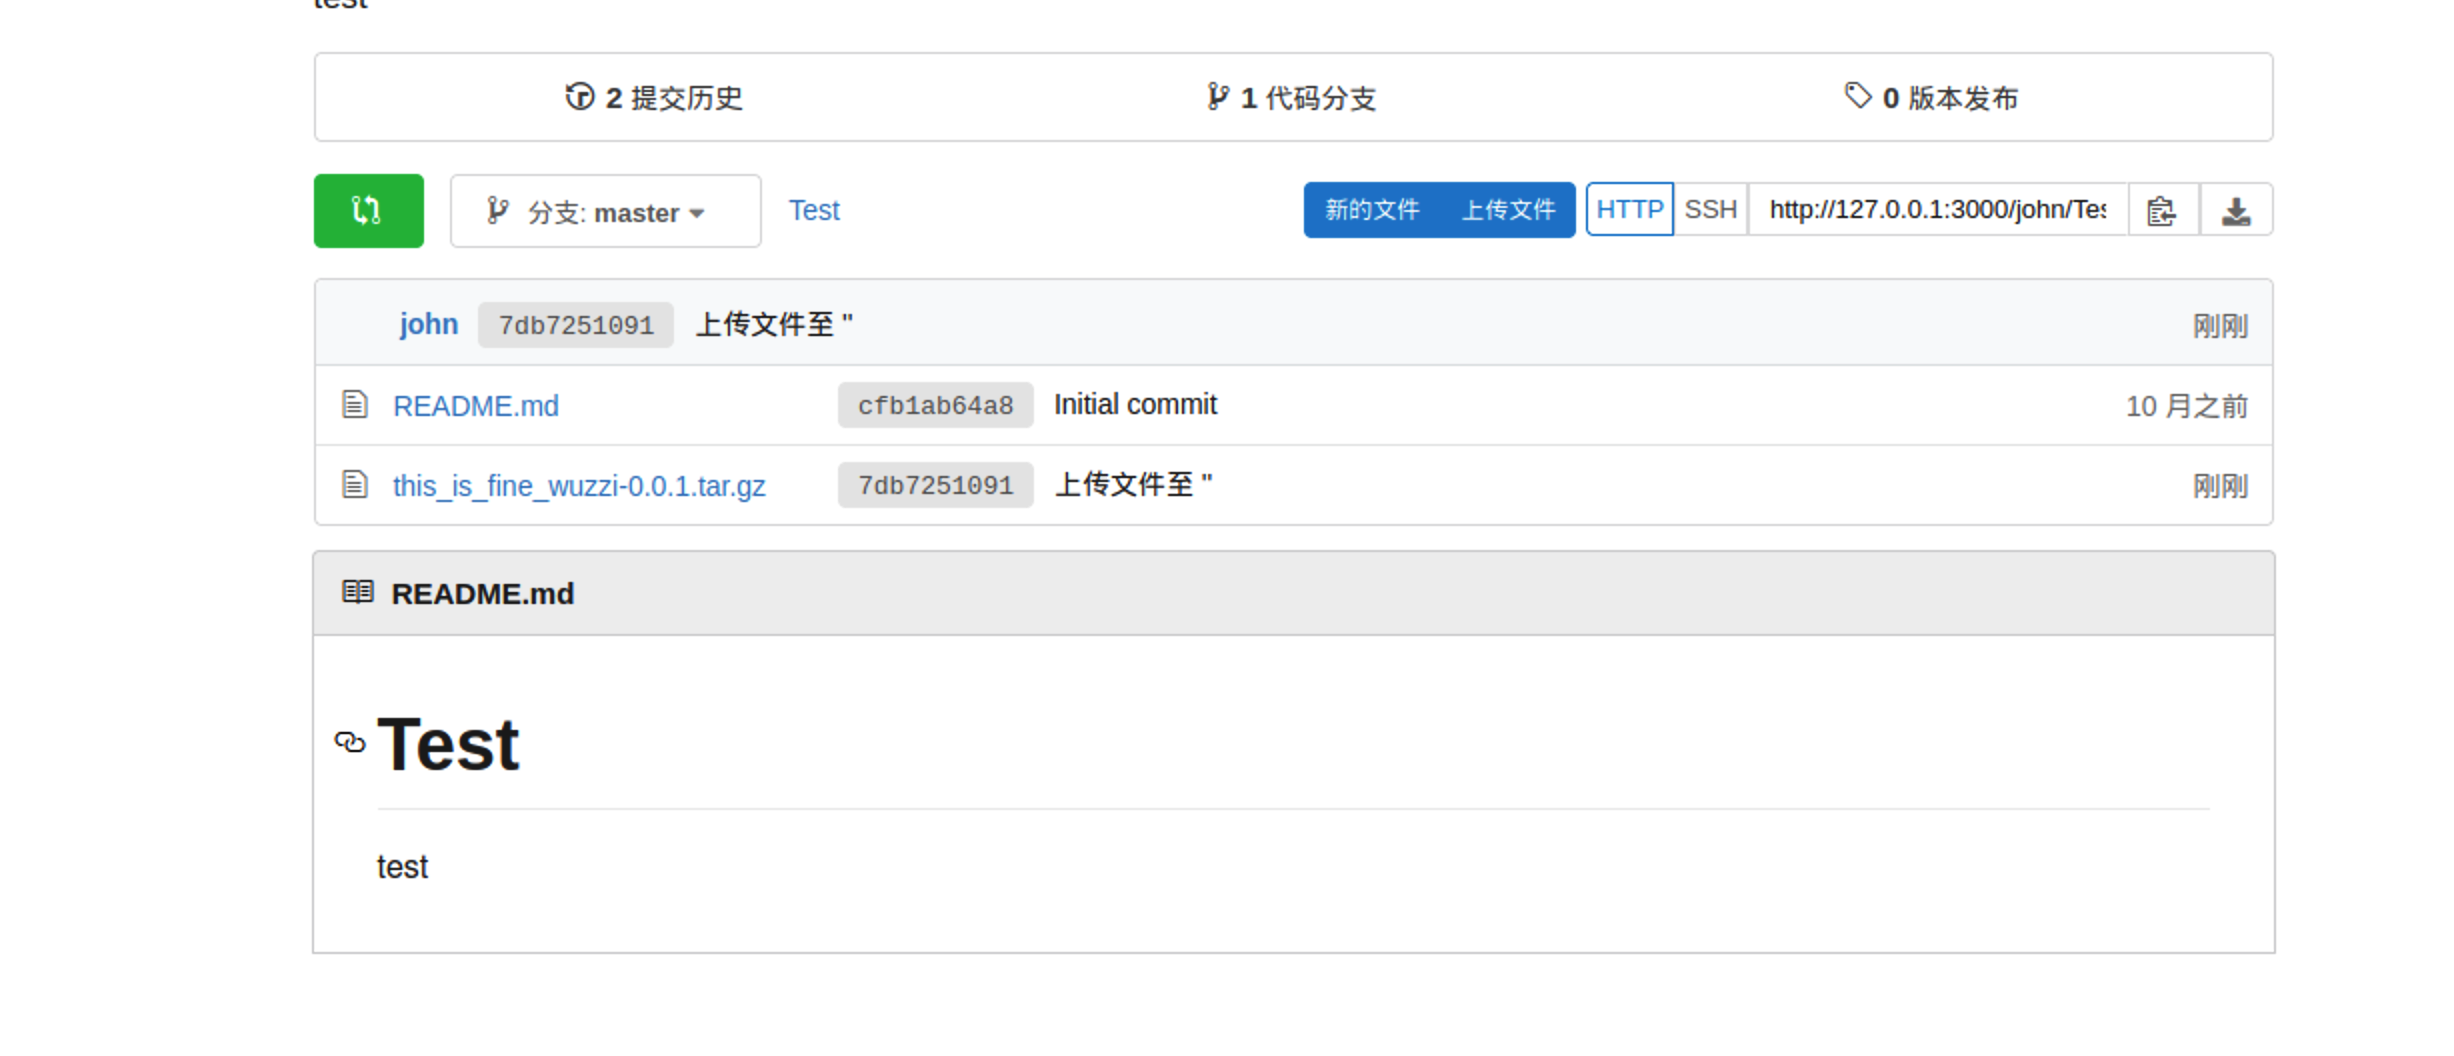 test
2 提交历史
1 代码分支
0 版本发布
分支: master
Test
新的文件
上传文件
HTTP
SSH
http://127.0.0.1:3000/john/Tes
john 7db7251091 上传文件至 '' 刚刚
README.md cfb1ab64a8 Initial commit 10 月之前
this_is_fine_wuzzi-0.0.1.tar.gz 7db7251091 上传文件至 '' 刚刚
README.md
Test
test